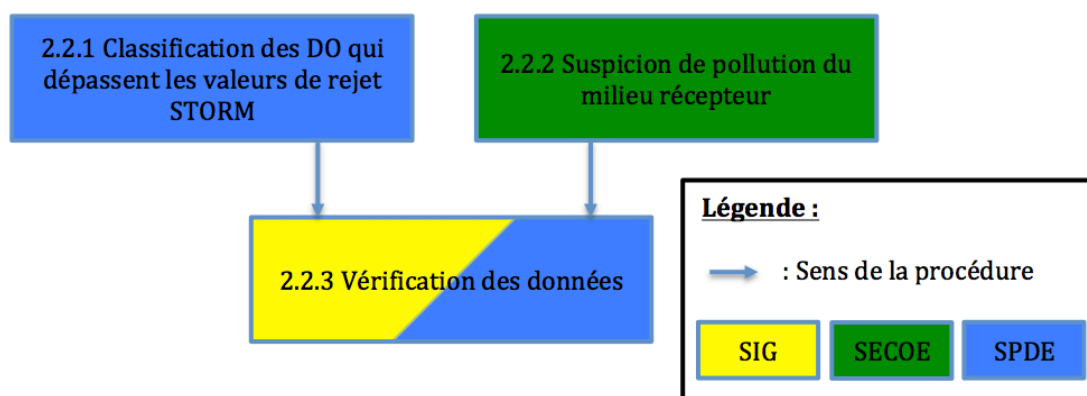 2.2.1 Classification des DO qui
dépassent les valeurs de rejet
STORM
2.2.2 Suspicion de pollution du
milieu récepteur
2.2.3 Vérification des données
Légende :
: Sens de la procédure
SIG
SECOE
SPDE